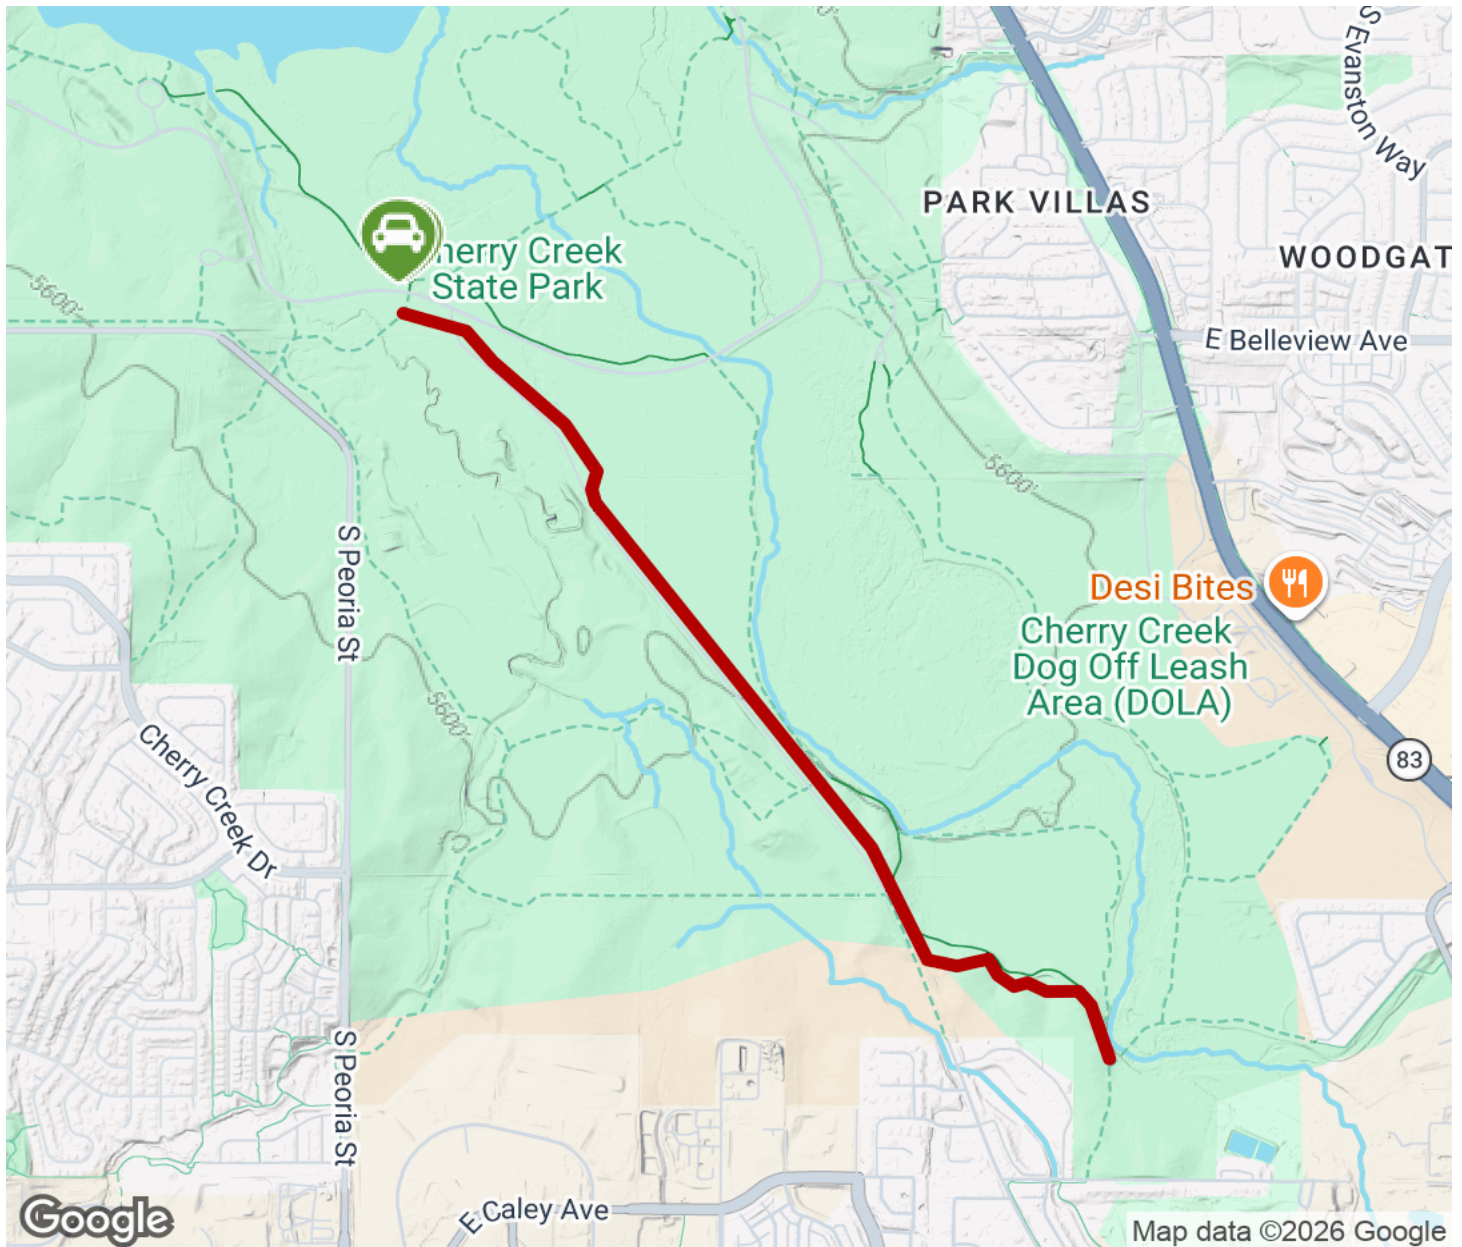 S Evanston Way
PARK VILLAS
WOODGAT
herry Creek
State Park
5600'
E Belleview Ave
5600'
S Peoria St
Desi Bites
Cherry Creek
Dog Off Leash
Area (DOLA)
5600'
83
Cherry Creek Dr
S Peoria St
E Caley Ave
Google
Map data ©2026 Google